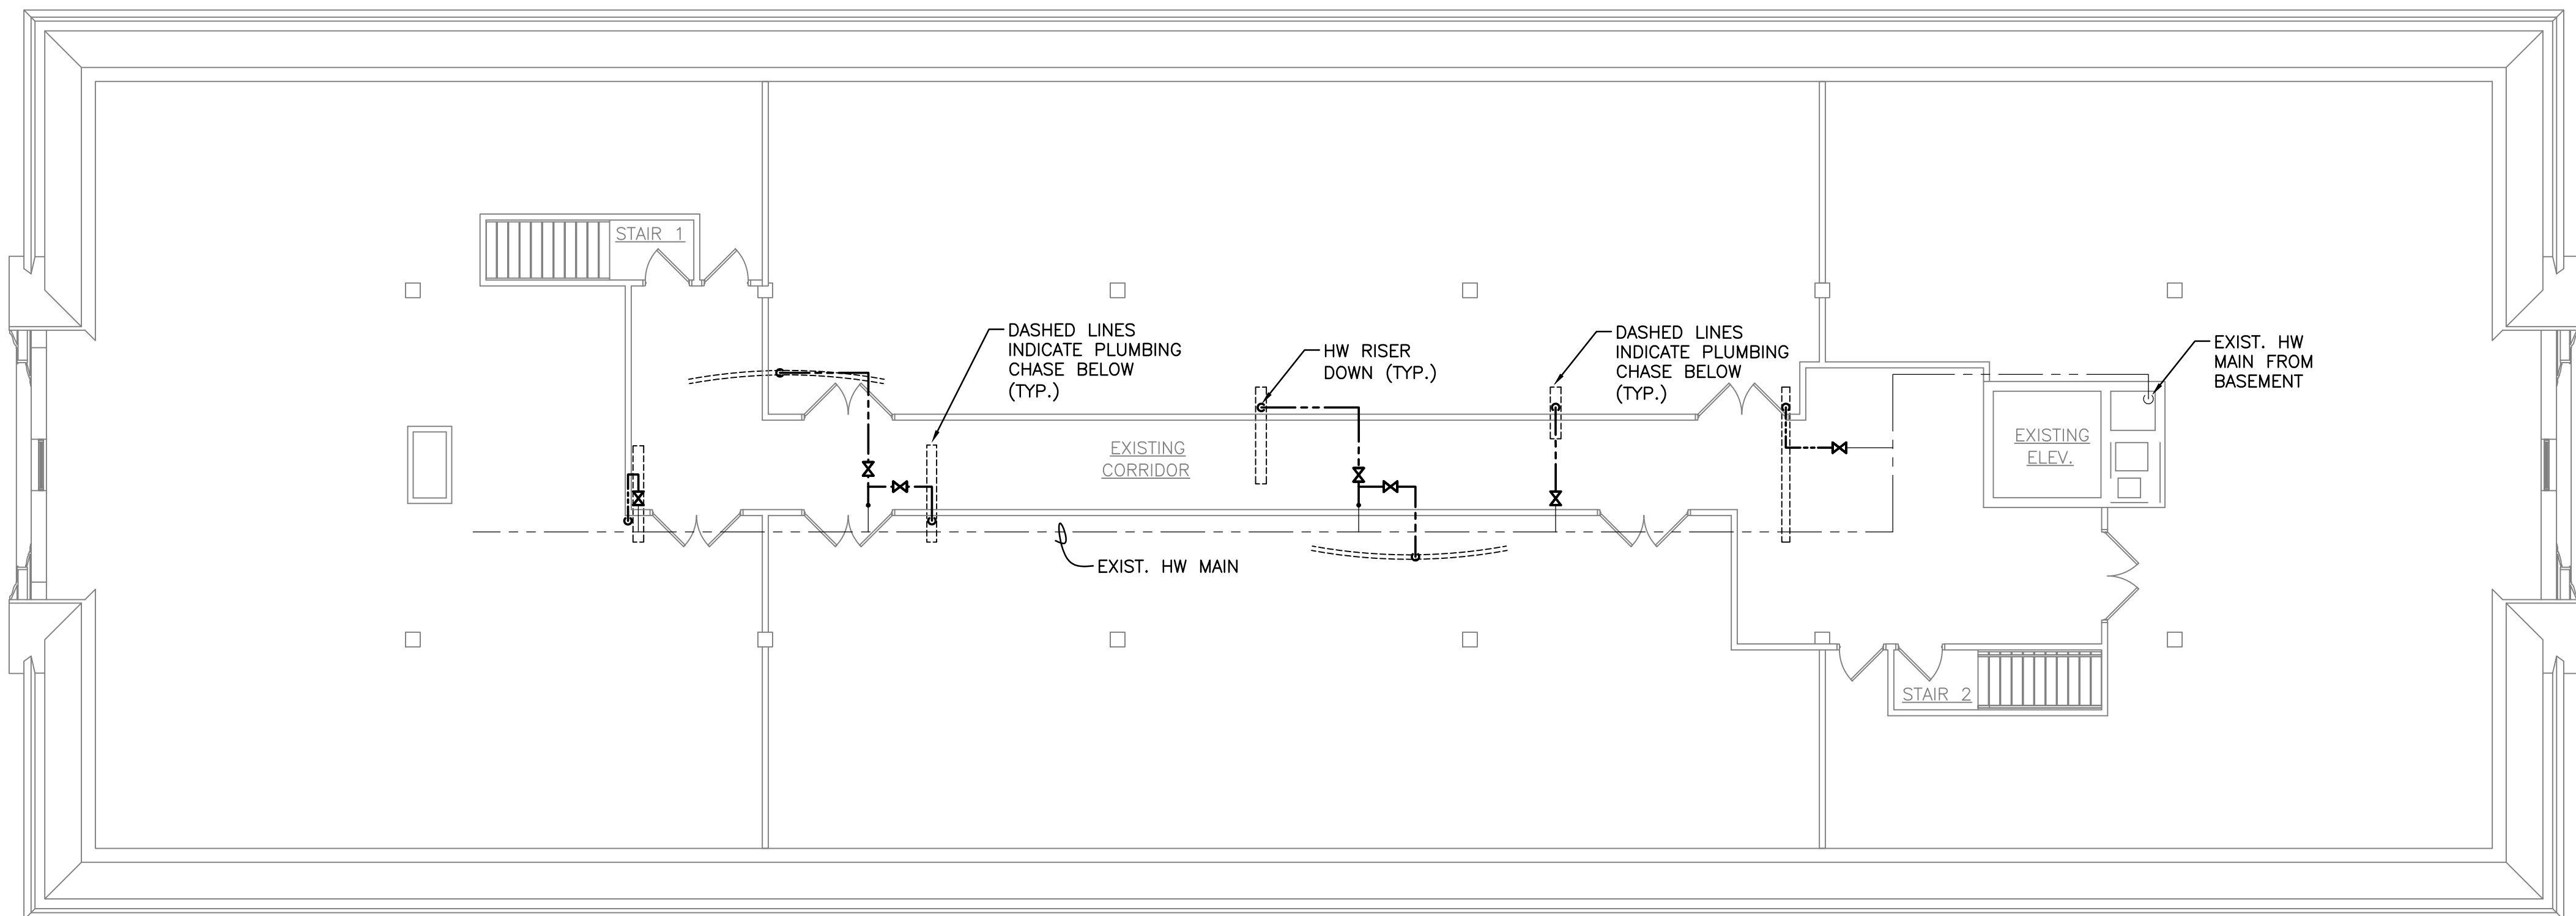 STAIR 1
DASHED LINES
INDICATE PLUMBING
CHASE BELOW
(TYP.)
HW RISER
DOWN (TYP.)
DASHED LINES
INDICATE PLUMBING
CHASE BELOW
(TYP.)
EXIST. HW
MAIN FROM
BASEMENT
EXISTING
CORRIDOR
EXISTING
ELEV.
EXIST. HW MAIN
STAIR 2